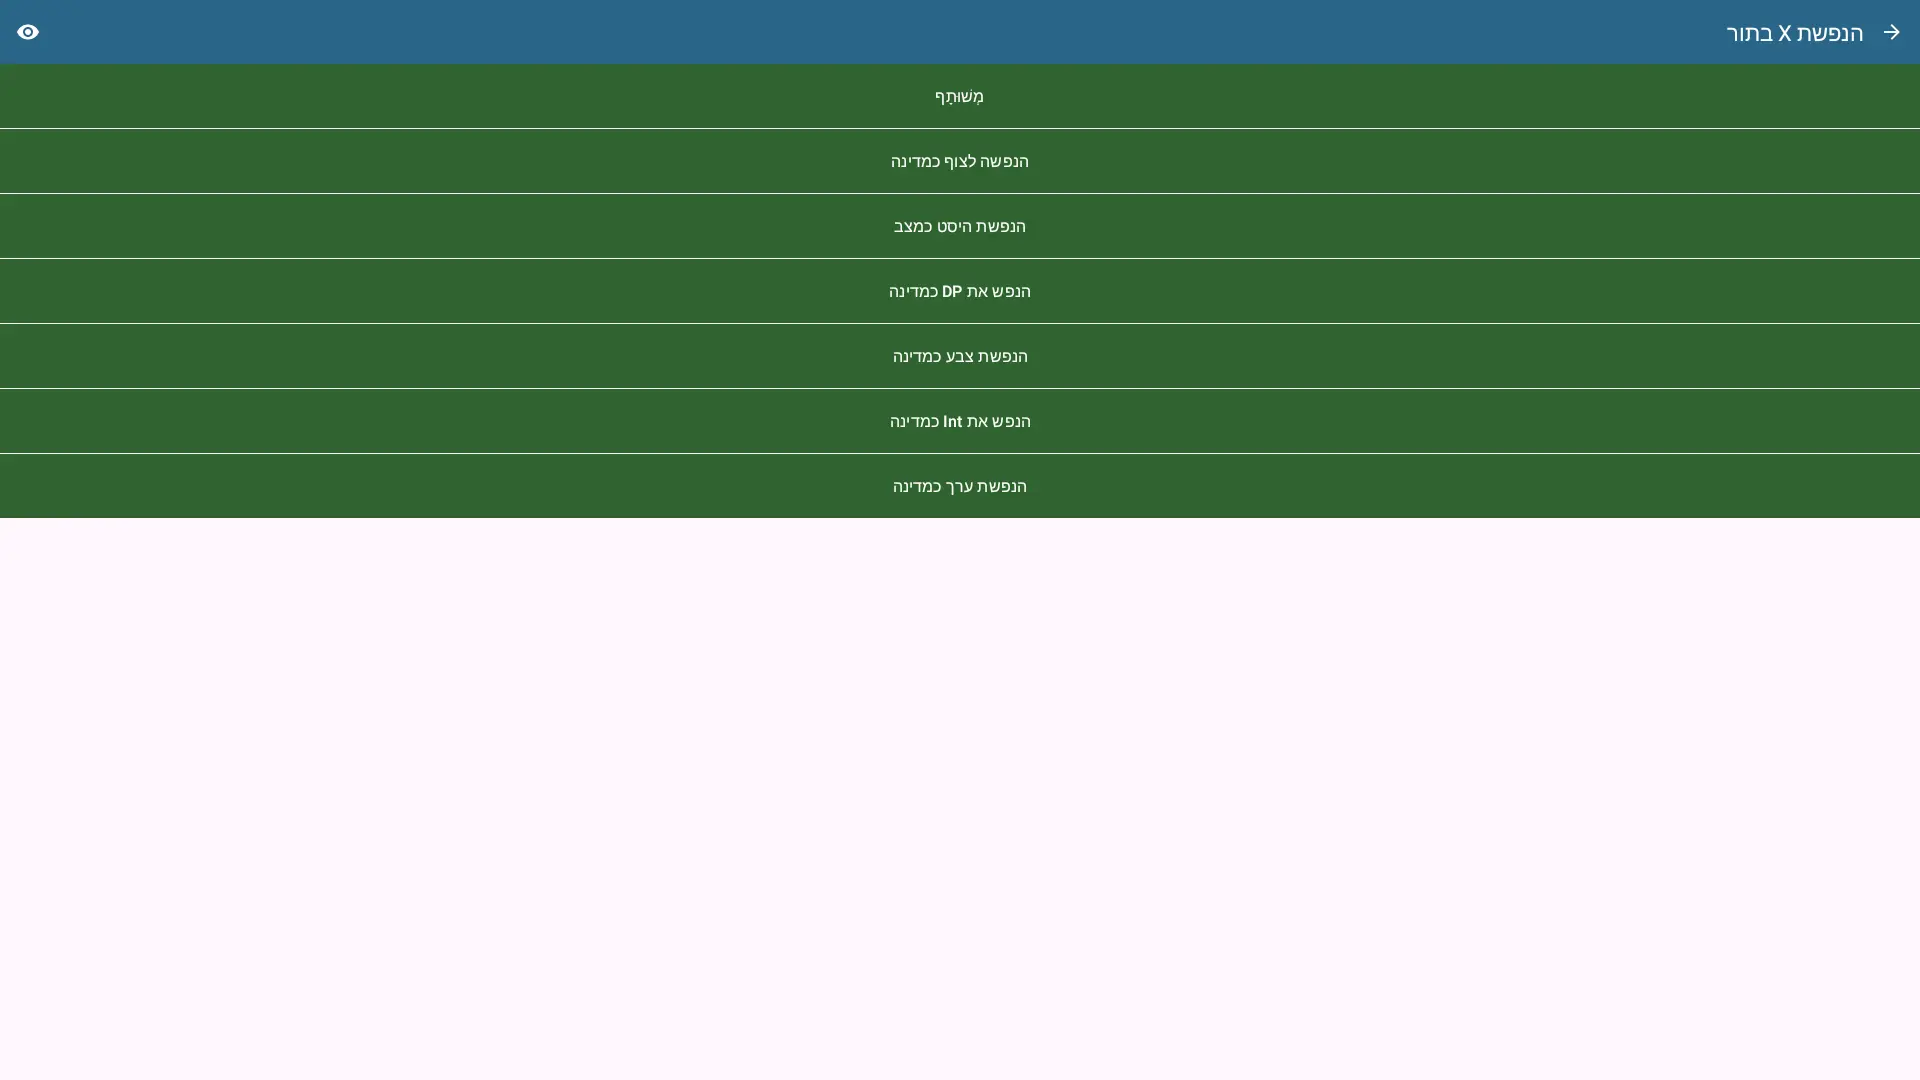 הנפשת X בתור
מְשׁוּתָף
הנפשה לצוף כמדינה
הנפשת היסט כמצב
הנפש את DP כמדינה
הנפשת צבע כמדינה
הנפש את Int כמדינה
הנפשת ערך כמדינה